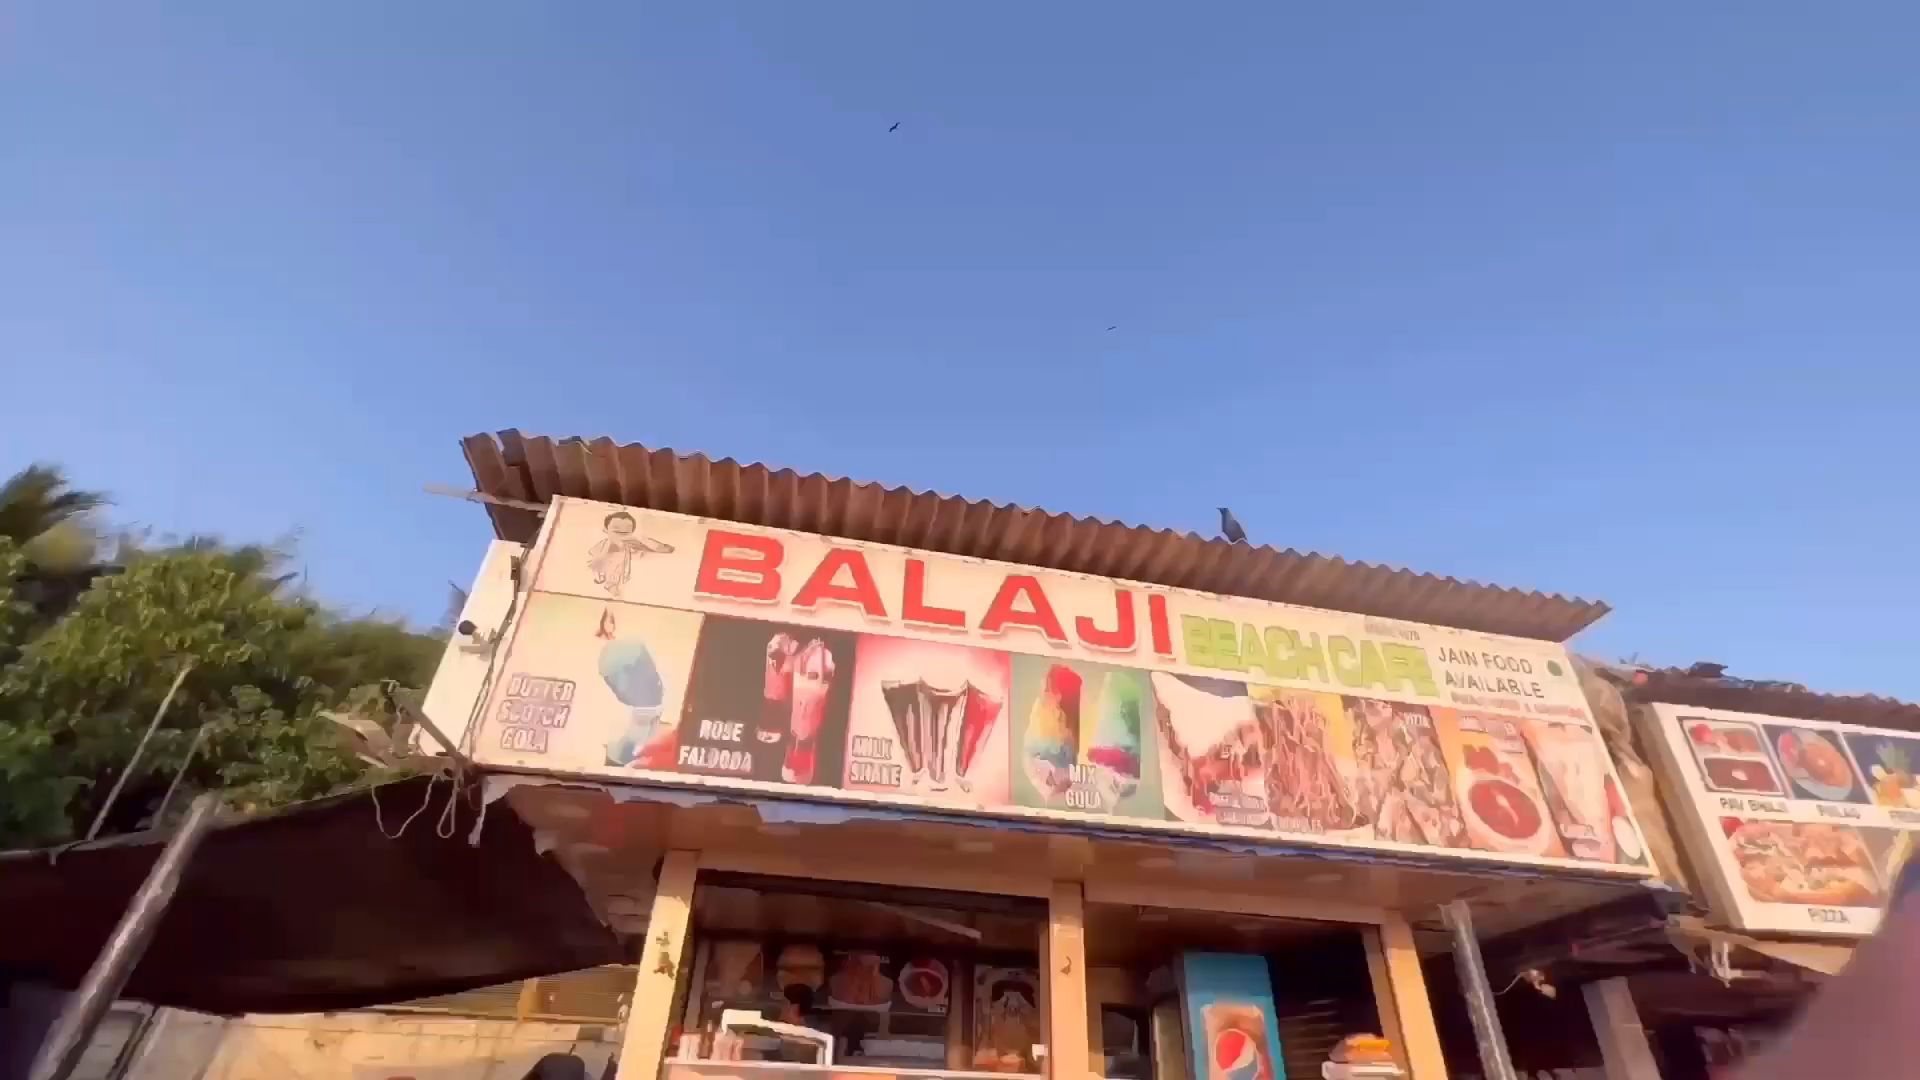 BALAJI
BEACH CAFE
JAIN FOOD
AVAILABLE
BUTTER
SCOTCH
GOLA
ROSE
FALOODA
MILK
SHAKE
MIX
GOLA
PIZZA
PAV BHAJI
PULAO
PIZZA